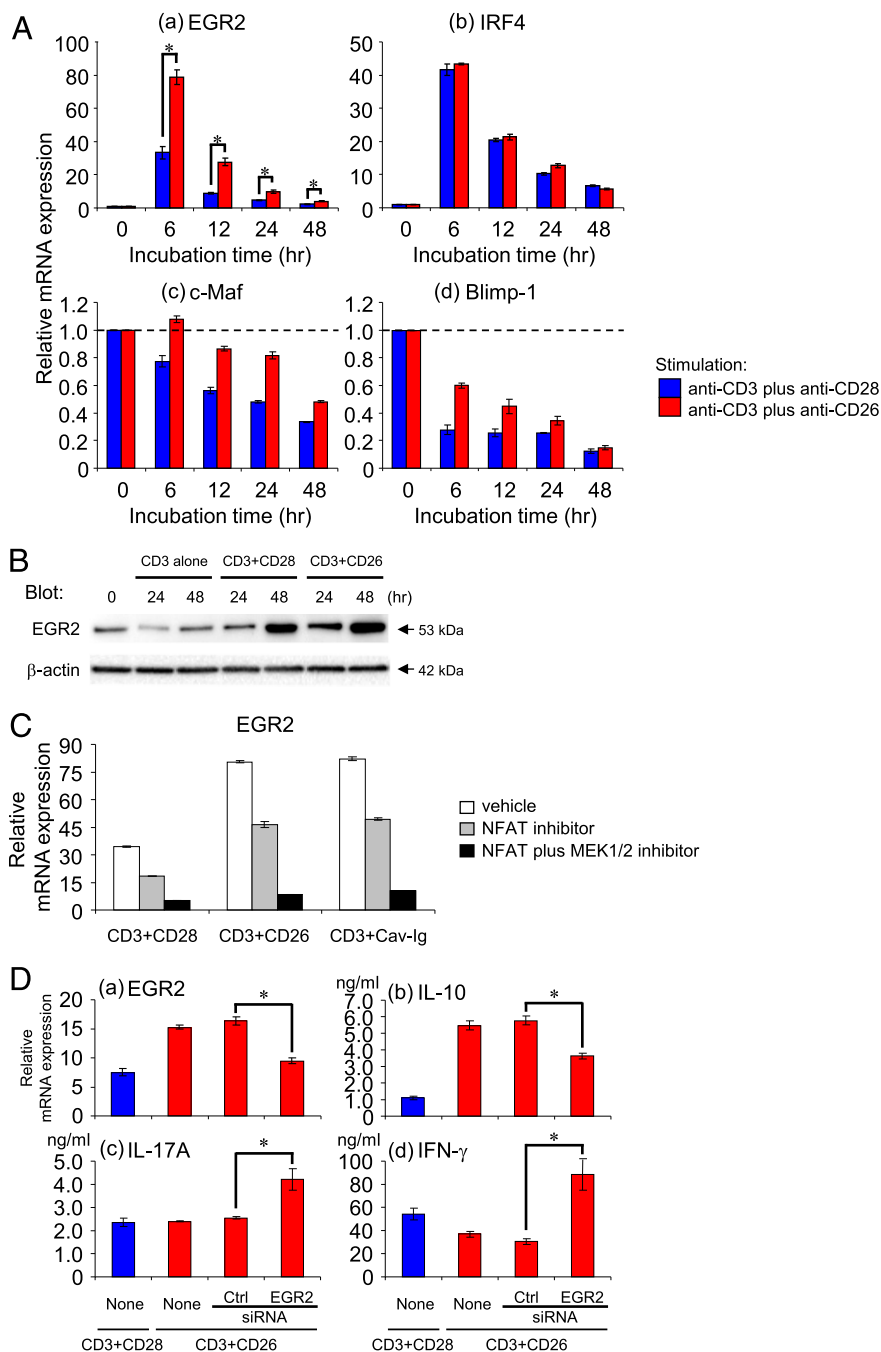 A
Relative mRNA expression
(a) EGR2
100
80
60
40
20
0
*
*
*
*
0 6 12 24 48
Incubation time (hr)
(b) IRF4
50
40
30
20
10
0
0 6 12 24 48
Incubation time (hr)
(c) c-Maf
1.2
1.0
0.8
0.6
0.4
0.2
0
0 6 12 24 48
Incubation time (hr)
(d) Blimp-1
1.2
1.0
0.8
0.6
0.4
0.2
0
0 6 12 24 48
Incubation time (hr)
Stimulation:
anti-CD3 plus anti-CD28
anti-CD3 plus anti-CD26
B
CD3 alone CD3+CD28 CD3+CD26
Blot: 0 24 48 24 48 24 48 (hr)
EGR2 53 kDa
β-actin 42 kDa
C
EGR2
Relative
mRNA expression
90
75
60
45
30
15
0
CD3+CD28 CD3+CD26 CD3+Cav-Ig
vehicle
NFAT inhibitor
NFAT plus MEK1/2 inhibitor
D
(a) EGR2
Relative
mRNA expression
20
15
10
5
0
*
(b) IL-10
ng/ml
6.0
5.0
4.0
3.0
2.0
1.0
0
*
(c) IL-17A
ng/ml
5.0
4.0
3.0
2.0
1.0
0
*
None None Ctrl EGR2
siRNA
CD3+CD28 CD3+CD26
(d) IFN-γ
ng/ml
100
80
60
40
20
0
*
None None Ctrl EGR2
siRNA
CD3+CD28 CD3+CD26